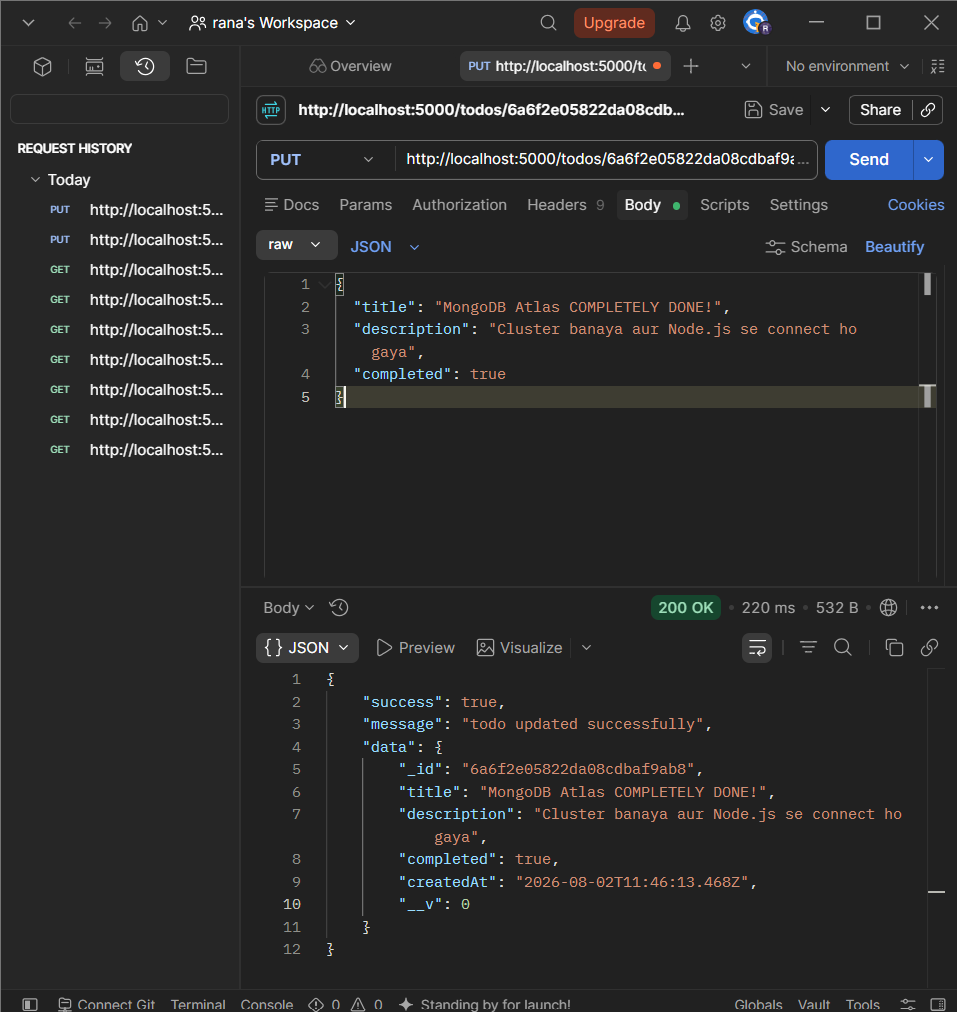 rana's Workspace
Upgrade
R
Overview
PUT http://localhost:5000/to
No environment
HTTP
http://localhost:5000/todos/6a6f2e05822da08cdb...
Save
Share
PUT
http://localhost:5000/todos/6a6f2e05822da08cdbaf9a...
Send
Docs Params Authorization Headers 9 Body Scripts Settings Cookies
raw JSON Schema Beautify
REQUEST HISTORY
Today
PUT http://localhost:5...
PUT http://localhost:5...
GET http://localhost:5...
GET http://localhost:5...
GET http://localhost:5...
GET http://localhost:5...
GET http://localhost:5...
GET http://localhost:5...
GET http://localhost:5...
1 {
2 "title": "MongoDB Atlas COMPLETELY DONE!",
3 "description": "Cluster banaya aur Node.js se connect ho
gaya",
4 "completed": true
5 }
Body 200 OK • 220 ms • 532 B •
{} JSON Preview Visualize
1 {
2 "success": true,
3 "message": "todo updated successfully",
4 "data": {
5 "_id": "6a6f2e05822da08cdbaf9ab8",
6 "title": "MongoDB Atlas COMPLETELY DONE!",
7 "description": "Cluster banaya aur Node.js se connect ho
gaya",
8 "completed": true,
9 "createdAt": "2026-08-02T11:46:13.468Z",
10 "__v": 0
11 }
12 }
Connect Git Terminal Console 0 0 Standing by for launch! Globals Vault Tools